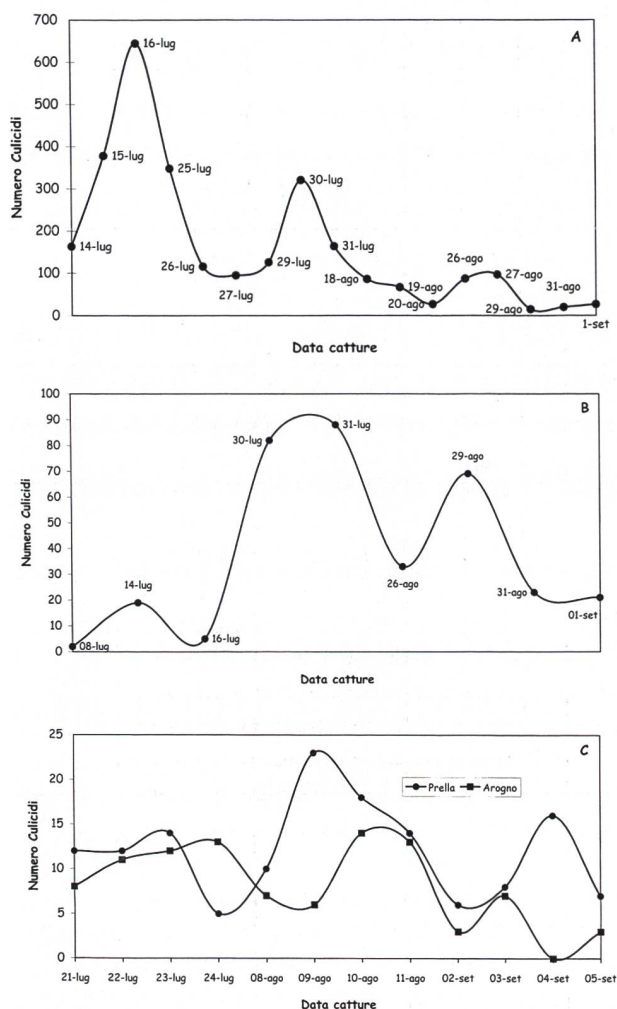 A
700
600
500
400
300
200
100
0
Numero Culicidi
14-lug
15-lug
16-lug
25-lug
26-lug
27-lug
29-lug
30-lug
31-lug
18-ago
19-ago
20-ago
26-ago
27-ago
29-ago
31-ago
1-set
Data catture
B
100
90
80
70
60
50
40
30
20
10
0
Numero Culicidi
08-lug
14-lug
16-lug
30-lug
31-lug
26-ago
29-ago
31-ago
01-set
Data catture
C
25
20
15
10
5
0
Numero Culicidi
Prella Arogno
21-lug 22-lug 23-lug 24-lug 08-ago 09-ago 10-ago 11-ago 02-set 03-set 04-set 05-set
Data catture